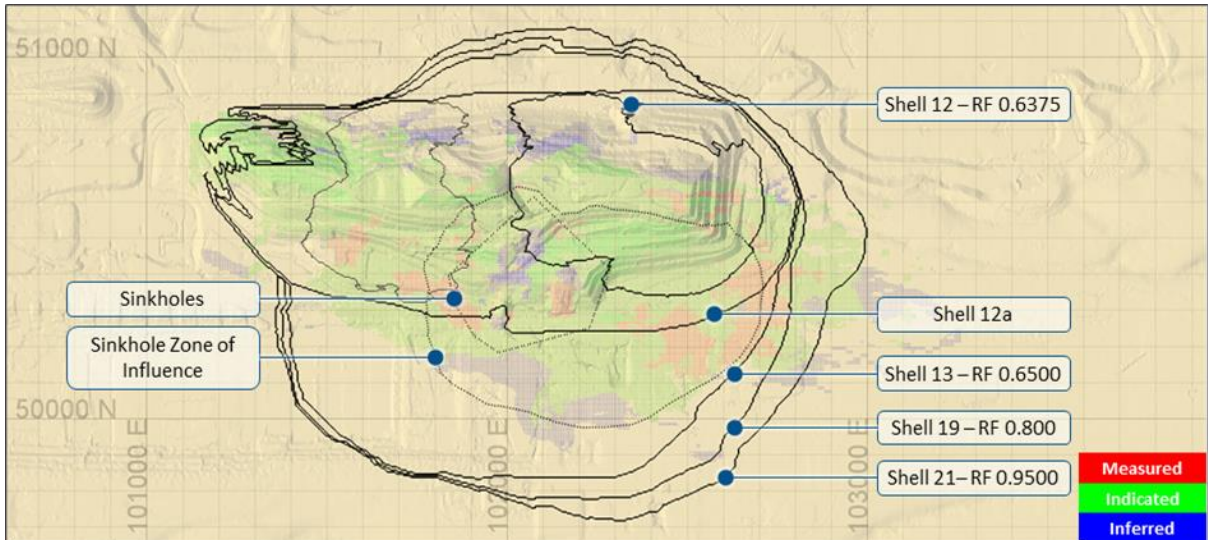 51000 N
Shell 12 – RF 0.6375
Sinkholes
Shell 12a
Sinkhole Zone of
Influence
Shell 13 – RF 0.6500
50000 N
Shell 19 – RF 0.800
Shell 21– RF 0.9500
101000 E
102000 E
103000 E
Measured
Indicated
Inferred